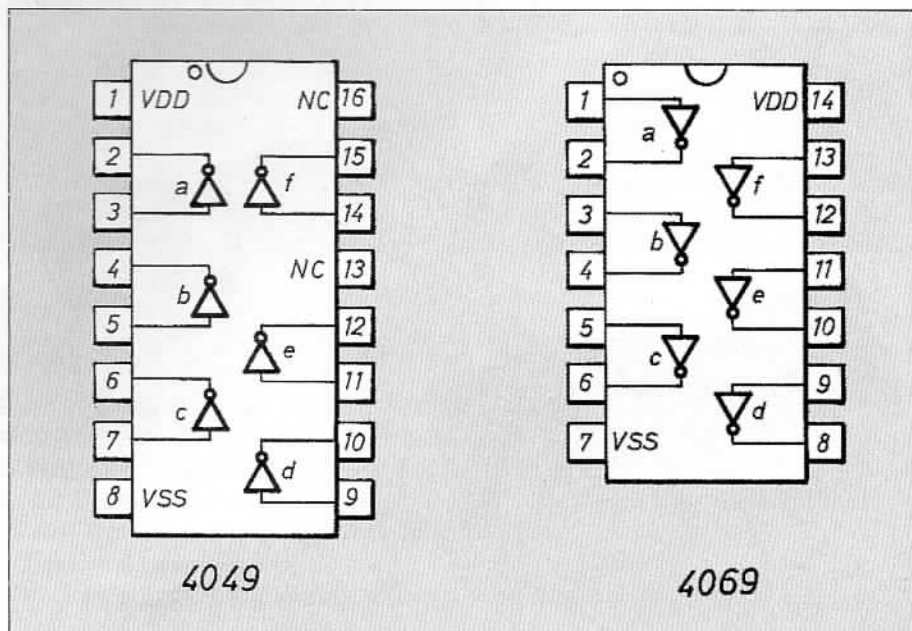 1 VDD NC 16
2 a f 15
3 14
4 b NC 13
5 e 12
6 c 11
7 d 10
8 VSS 9
4049
1 a VDD 14
2 f 13
3 b 12
4 e 11
5 c 10
6 d 9
7 VSS 8
4069